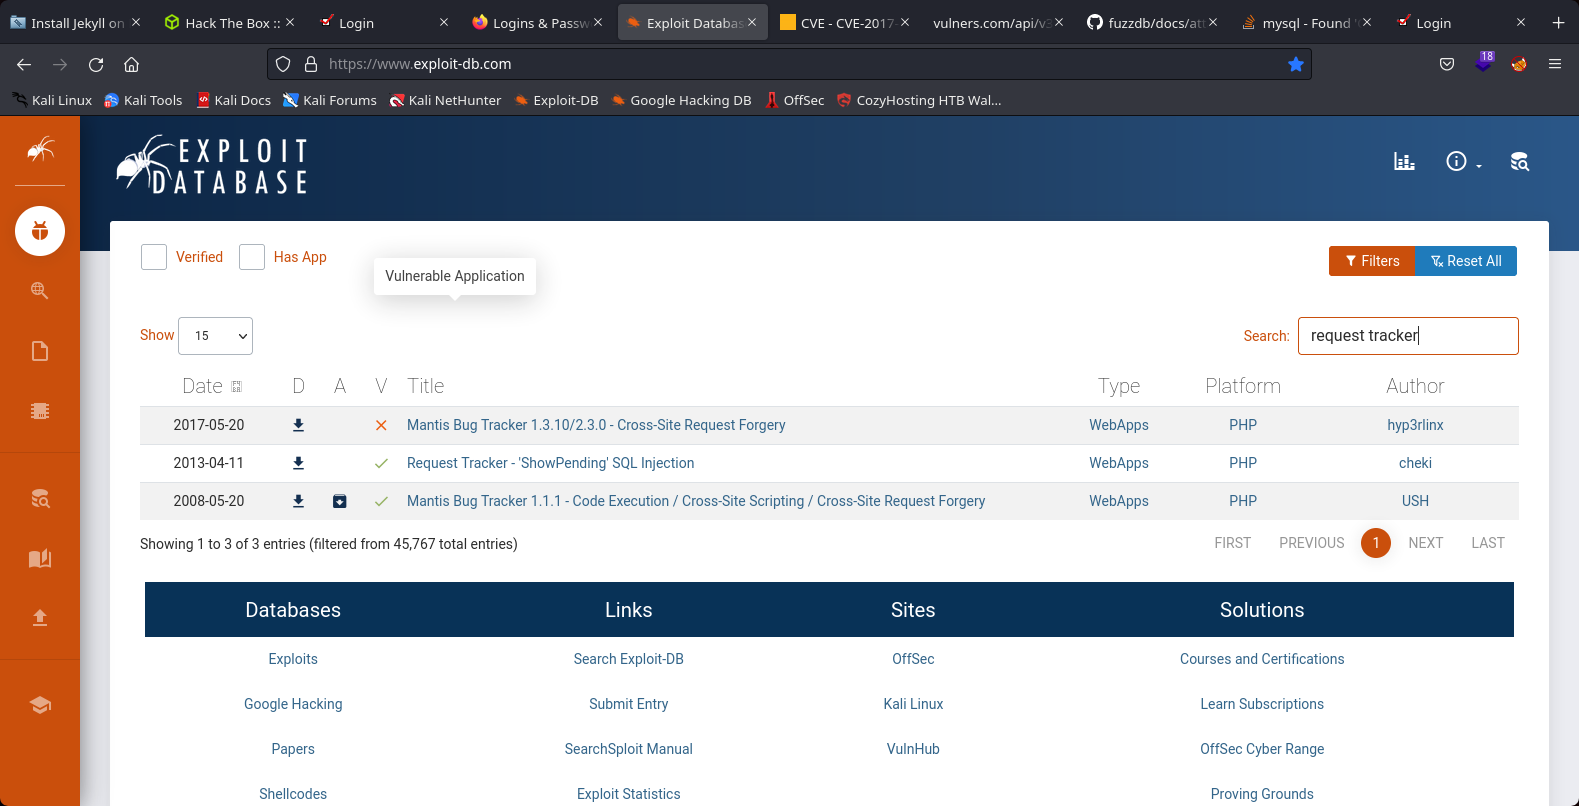 Install Jekyll on
Hack The Box ::
Login
Logins & Passw
Exploit Databas
CVE - CVE-2017-
vulners.com/api/v3
fuzzdb/docs/att
mysql - Found '
Login
https://www.exploit-db.com
18
Kali Linux
Kali Tools
Kali Docs
Kali Forums
Kali NetHunter
Exploit-DB
Google Hacking DB
OffSec
CozyHosting HTB Wal...
EXPLOIT
DATABASE
Verified
Has App
Filters
Reset All
Vulnerable Application
Show 15
Search: request tracker
Date D A V Title Type Platform Author
2017-05-20 Mantis Bug Tracker 1.3.10/2.3.0 - Cross-Site Request Forgery WebApps PHP hyp3rlinx
2013-04-11 Request Tracker - 'ShowPending' SQL Injection WebApps PHP cheki
2008-05-20 Mantis Bug Tracker 1.1.1 - Code Execution / Cross-Site Scripting / Cross-Site Request Forgery WebApps PHP USH
Showing 1 to 3 of 3 entries (filtered from 45,767 total entries)
FIRST PREVIOUS 1 NEXT LAST
Databases Links Sites Solutions
Exploits Search Exploit-DB OffSec Courses and Certifications
Google Hacking Submit Entry Kali Linux Learn Subscriptions
Papers SearchSploit Manual VulnHub OffSec Cyber Range
Shellcodes Exploit Statistics Proving Grounds